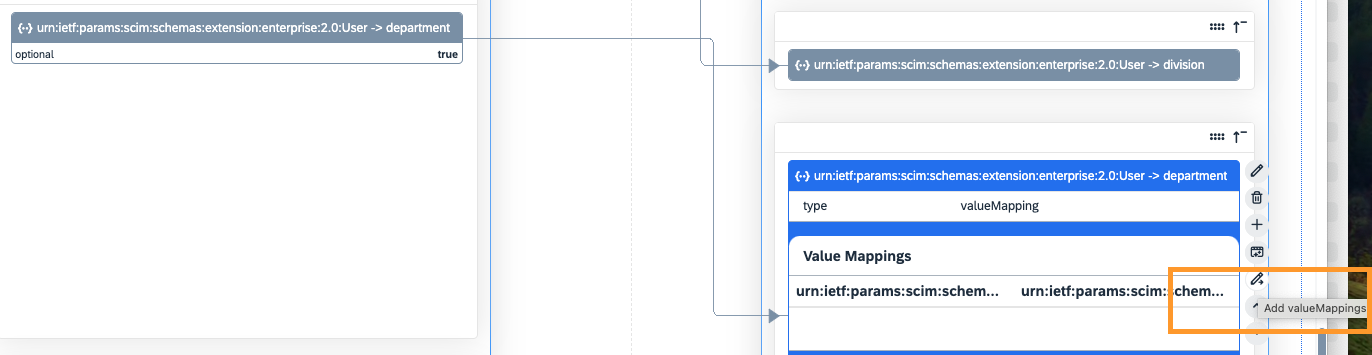 urn:ietf:params:scim:schemas:extension:enterprise:2.0:User -> department
optional true
urn:ietf:params:scim:schemas:extension:enterprise:2.0:User -> division
urn:ietf:params:scim:schemas:extension:enterprise:2.0:User -> department
type valueMapping
Value Mappings
urn:ietf:params:scim:schem... urn:ietf:params:scim:schem...
Add valueMappings